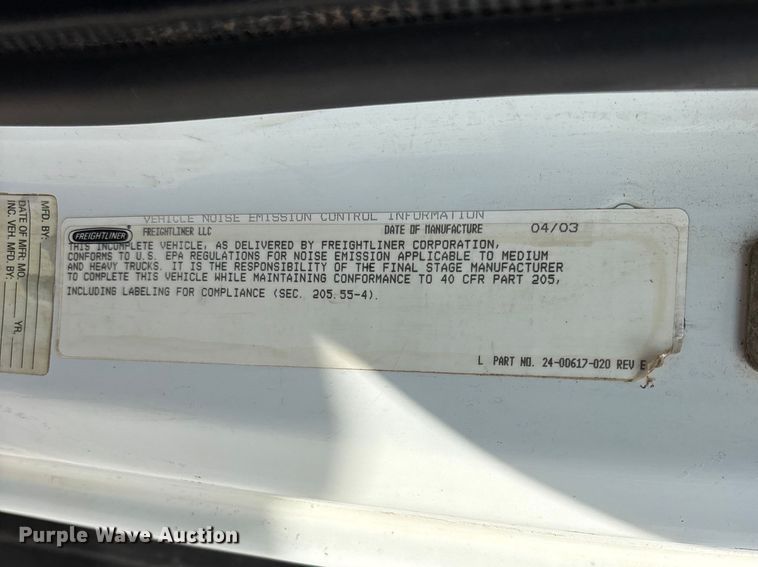 VEHICLE NOISE EMISSION CONTROL INFORMATION
FREIGHTLINER FREIGHTLINER LLC DATE OF MANUFACTURE 04/03
THIS INCOMPLETE VEHICLE, AS DELIVERED BY FREIGHTLINER CORPORATION,
CONFORMS TO U.S. EPA REGULATIONS FOR NOISE EMISSION APPLICABLE TO MEDIUM
AND HEAVY TRUCKS. IT IS THE RESPONSIBILITY OF THE FINAL STAGE MANUFACTURER
TO COMPLETE THIS VEHICLE WHILE MAINTAINING CONFORMANCE TO 40 CFR PART 205,
INCLUDING LABELING FOR COMPLIANCE (SEC. 205.55-4).
L PART NO. 24-00617-020 REV E
MFD. BY:
DATE OF MFR: MO. YR.
INC. VEH. MFD. BY:
Purple Wave Auction